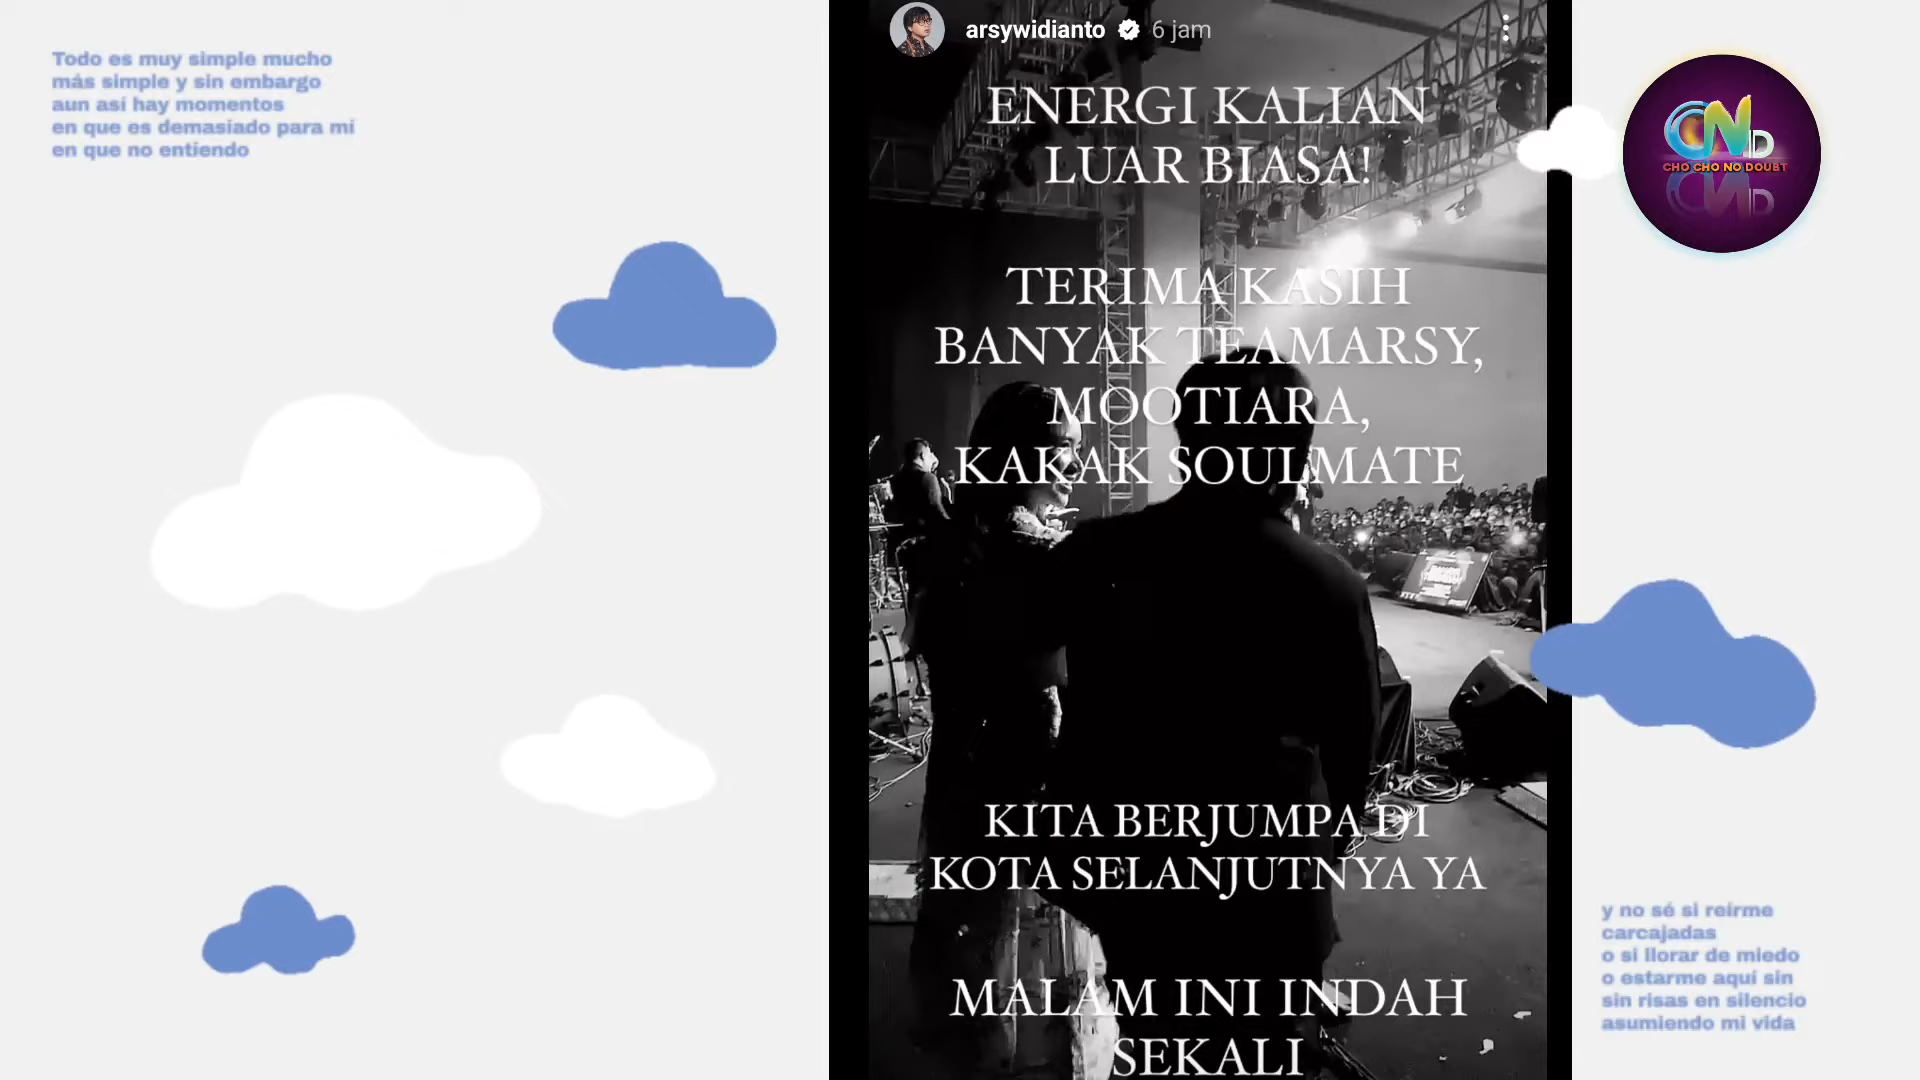 Todo es muy simple mucho
más simple y sin embargo
aun así hay momentos
en que es demasiado para mí
en que no entiendo
arsywidianto 6 jam
ENERGI KALIAN
LUAR BIASA!
TERIMA KASIH
BANYAK TEAMARSY,
MOOTIARA,
KAKAK SOULMATE
KITA BERJUMPA DI
KOTA SELANJUTNYA YA
MALAM INI INDAH
SEKALI
CND
CHO CHO NO DOUBT
y no sé si reírme
carcajadas
o si llorar de miedo
o estarme aquí sin
sin risas en silencio
asumiendo mi vida